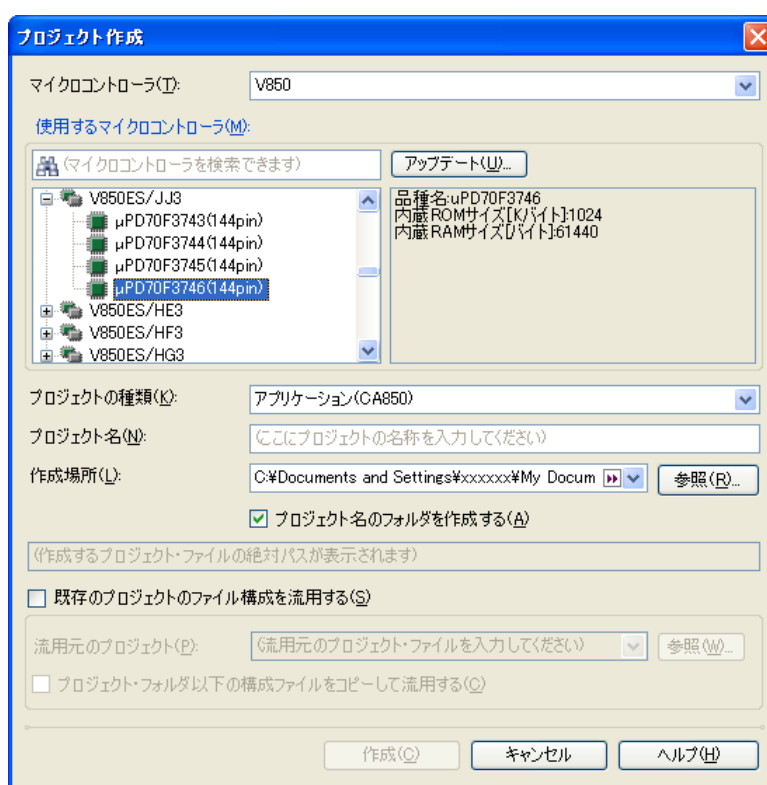 プロジェクト作成
マイクロコントローラ(T): V850
使用するマイクロコントローラ(M):
(マイクロコントローラを検索できます) アップデート(U)...
V850ES/JJ3
μPD70F3743(144pin)
μPD70F3744(144pin)
μPD70F3745(144pin)
μPD70F3746(144pin)
V850ES/HE3
V850ES/HF3
V850ES/HG3
品種名:uPD70F3746
内蔵ROMサイズ[Kバイト]:1024
内蔵RAMサイズ[バイト]:61440
プロジェクトの種類(K): アプリケーション(CA850)
プロジェクト名(N): (ここにプロジェクトの名称を入力してください)
作成場所(L): C:¥Documents and Settings¥xxxxxx¥My Docum 参照(R)...
プロジェクト名のフォルダを作成する(A)
(作成するプロジェクト・ファイルの絶対パスが表示されます)
既存のプロジェクトのファイル構成を流用する(S)
流用元のプロジェクト(P): (流用元のプロジェクト・ファイルを入力してください) 参照(W)...
プロジェクト・フォルダ以下の構成ファイルをコピーして流用する(C)
作成(C) キャンセル ヘルプ(H)